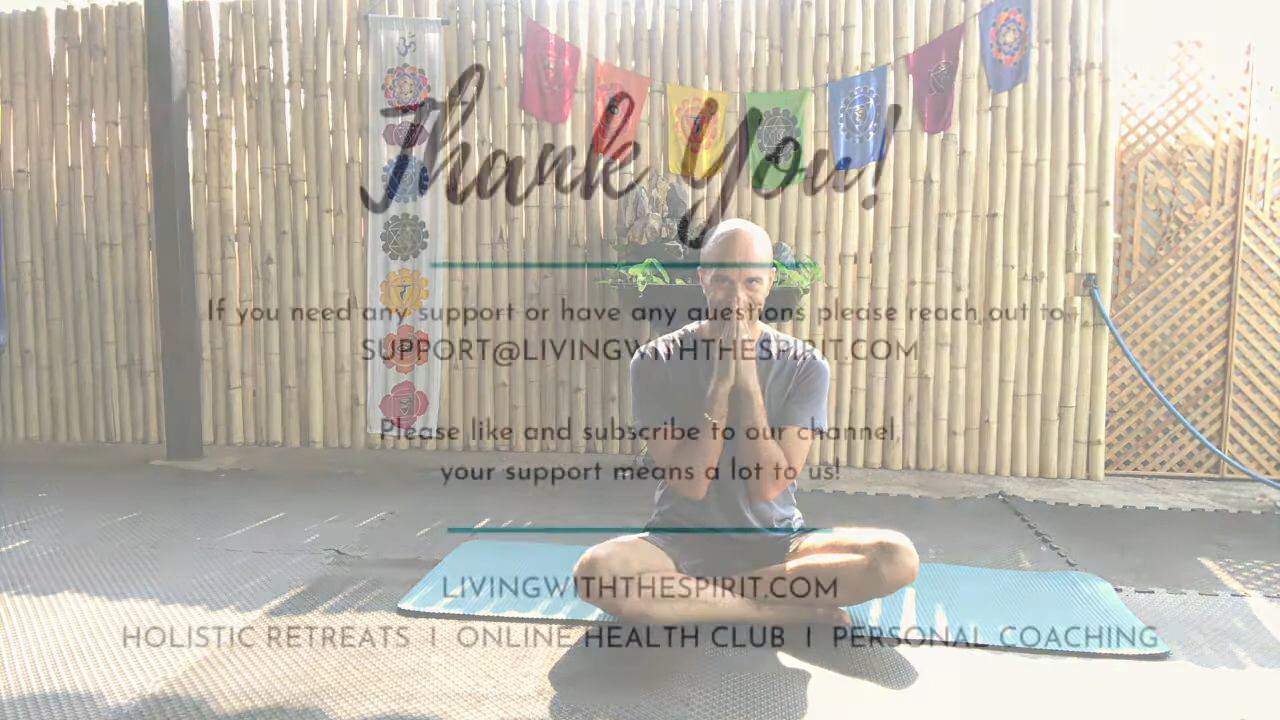 ॐ
Thank You!
If you need any support or have any questions please reach out to
SUPPORT@LIVINGWITHTHESPIRIT.COM
Please like and subscribe to our channel
your support means a lot to us!
LIVINGWITHTHESPIRIT.COM
HOLISTIC RETREATS | ONLINE HEALTH CLUB | PERSONAL COACHING